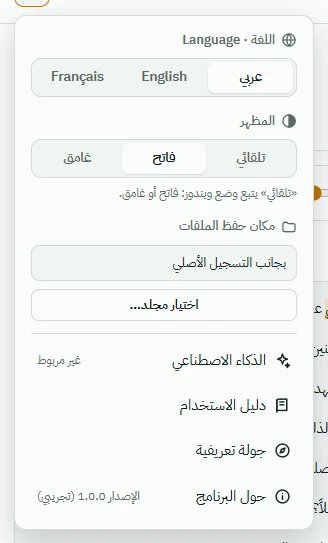 اللغة · Language
عربي English Français
المظهر
تلقائي فاتح غامق
«تلقائي» يتبع وضع ويندوز: فاتح أو غامق.
مكان حفظ الملفات
بجانب التسجيل الأصلي
اختيار مجلد...
الذكاء الاصطناعي غير مربوط
دليل الاستخدام
جولة تعريفية
حول البرنامج الإصدار 1.0.0 (تجريبي)